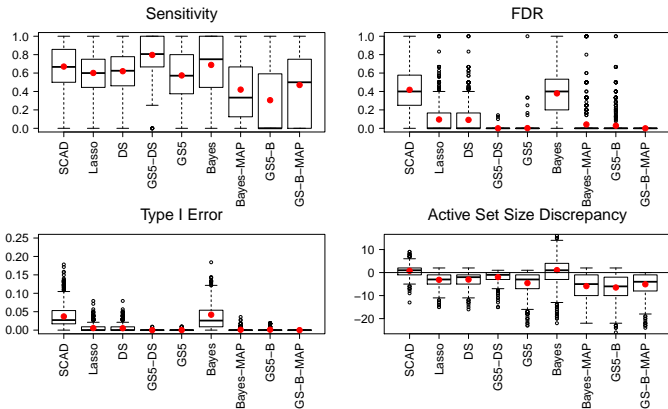 Sensitivity
1.0
0.8
0.6
0.4
0.2
0.0
SCAD
Lasso
DS
GS5−DS
GS5
Bayes
Bayes−MAP
GS5−B
GS−B−MAP
FDR
1.0
0.8
0.6
0.4
0.2
0.0
SCAD
Lasso
DS
GS5−DS
GS5
Bayes
Bayes−MAP
GS5−B
GS−B−MAP
Type I Error
0.25
0.20
0.15
0.10
0.05
0.00
SCAD
Lasso
DS
GS5−DS
GS5
Bayes
Bayes−MAP
GS5−B
GS−B−MAP
Active Set Size Discrepancy
10
0
−10
−20
SCAD
Lasso
DS
GS5−DS
GS5
Bayes
Bayes−MAP
GS5−B
GS−B−MAP